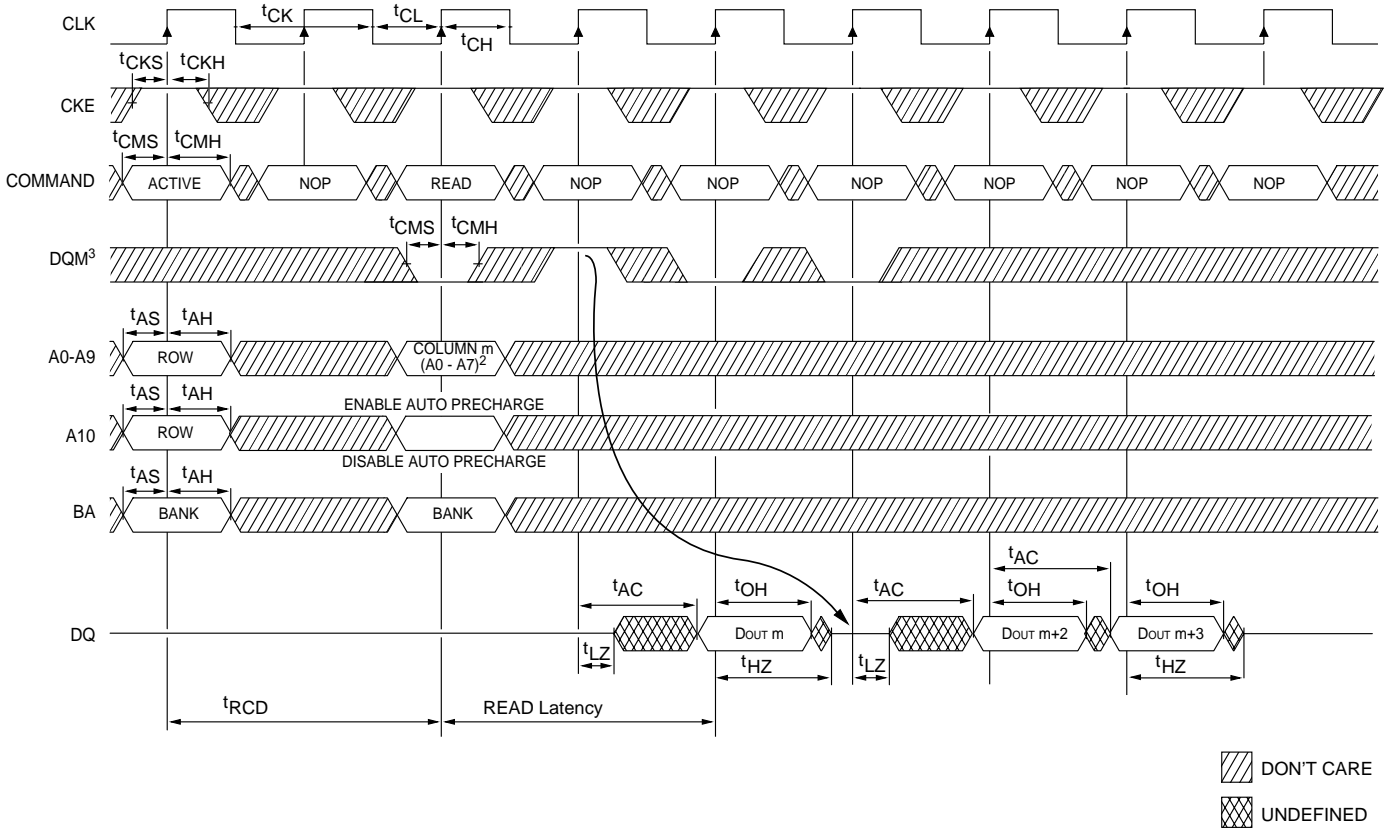 CLK
tCK
tCL
tCH
tCKS
tCKH
CKE
tCMS
tCMH
COMMAND
ACTIVE
NOP
READ
NOP
NOP
NOP
NOP
NOP
NOP
tCMS
tCMH
DQM3
tAS
tAH
A0-A9
ROW
COLUMN m
(A0 - A7)2
tAS
tAH
ENABLE AUTO PRECHARGE
A10
ROW
DISABLE AUTO PRECHARGE
tAS
tAH
BA
BANK
BANK
tAC
tOH
tAC
tAC
tOH
tOH
DQ
DOUT m
DOUT m+2
DOUT m+3
tLZ
tHZ
tLZ
tHZ
tRCD
READ Latency
DON'T CARE
UNDEFINED